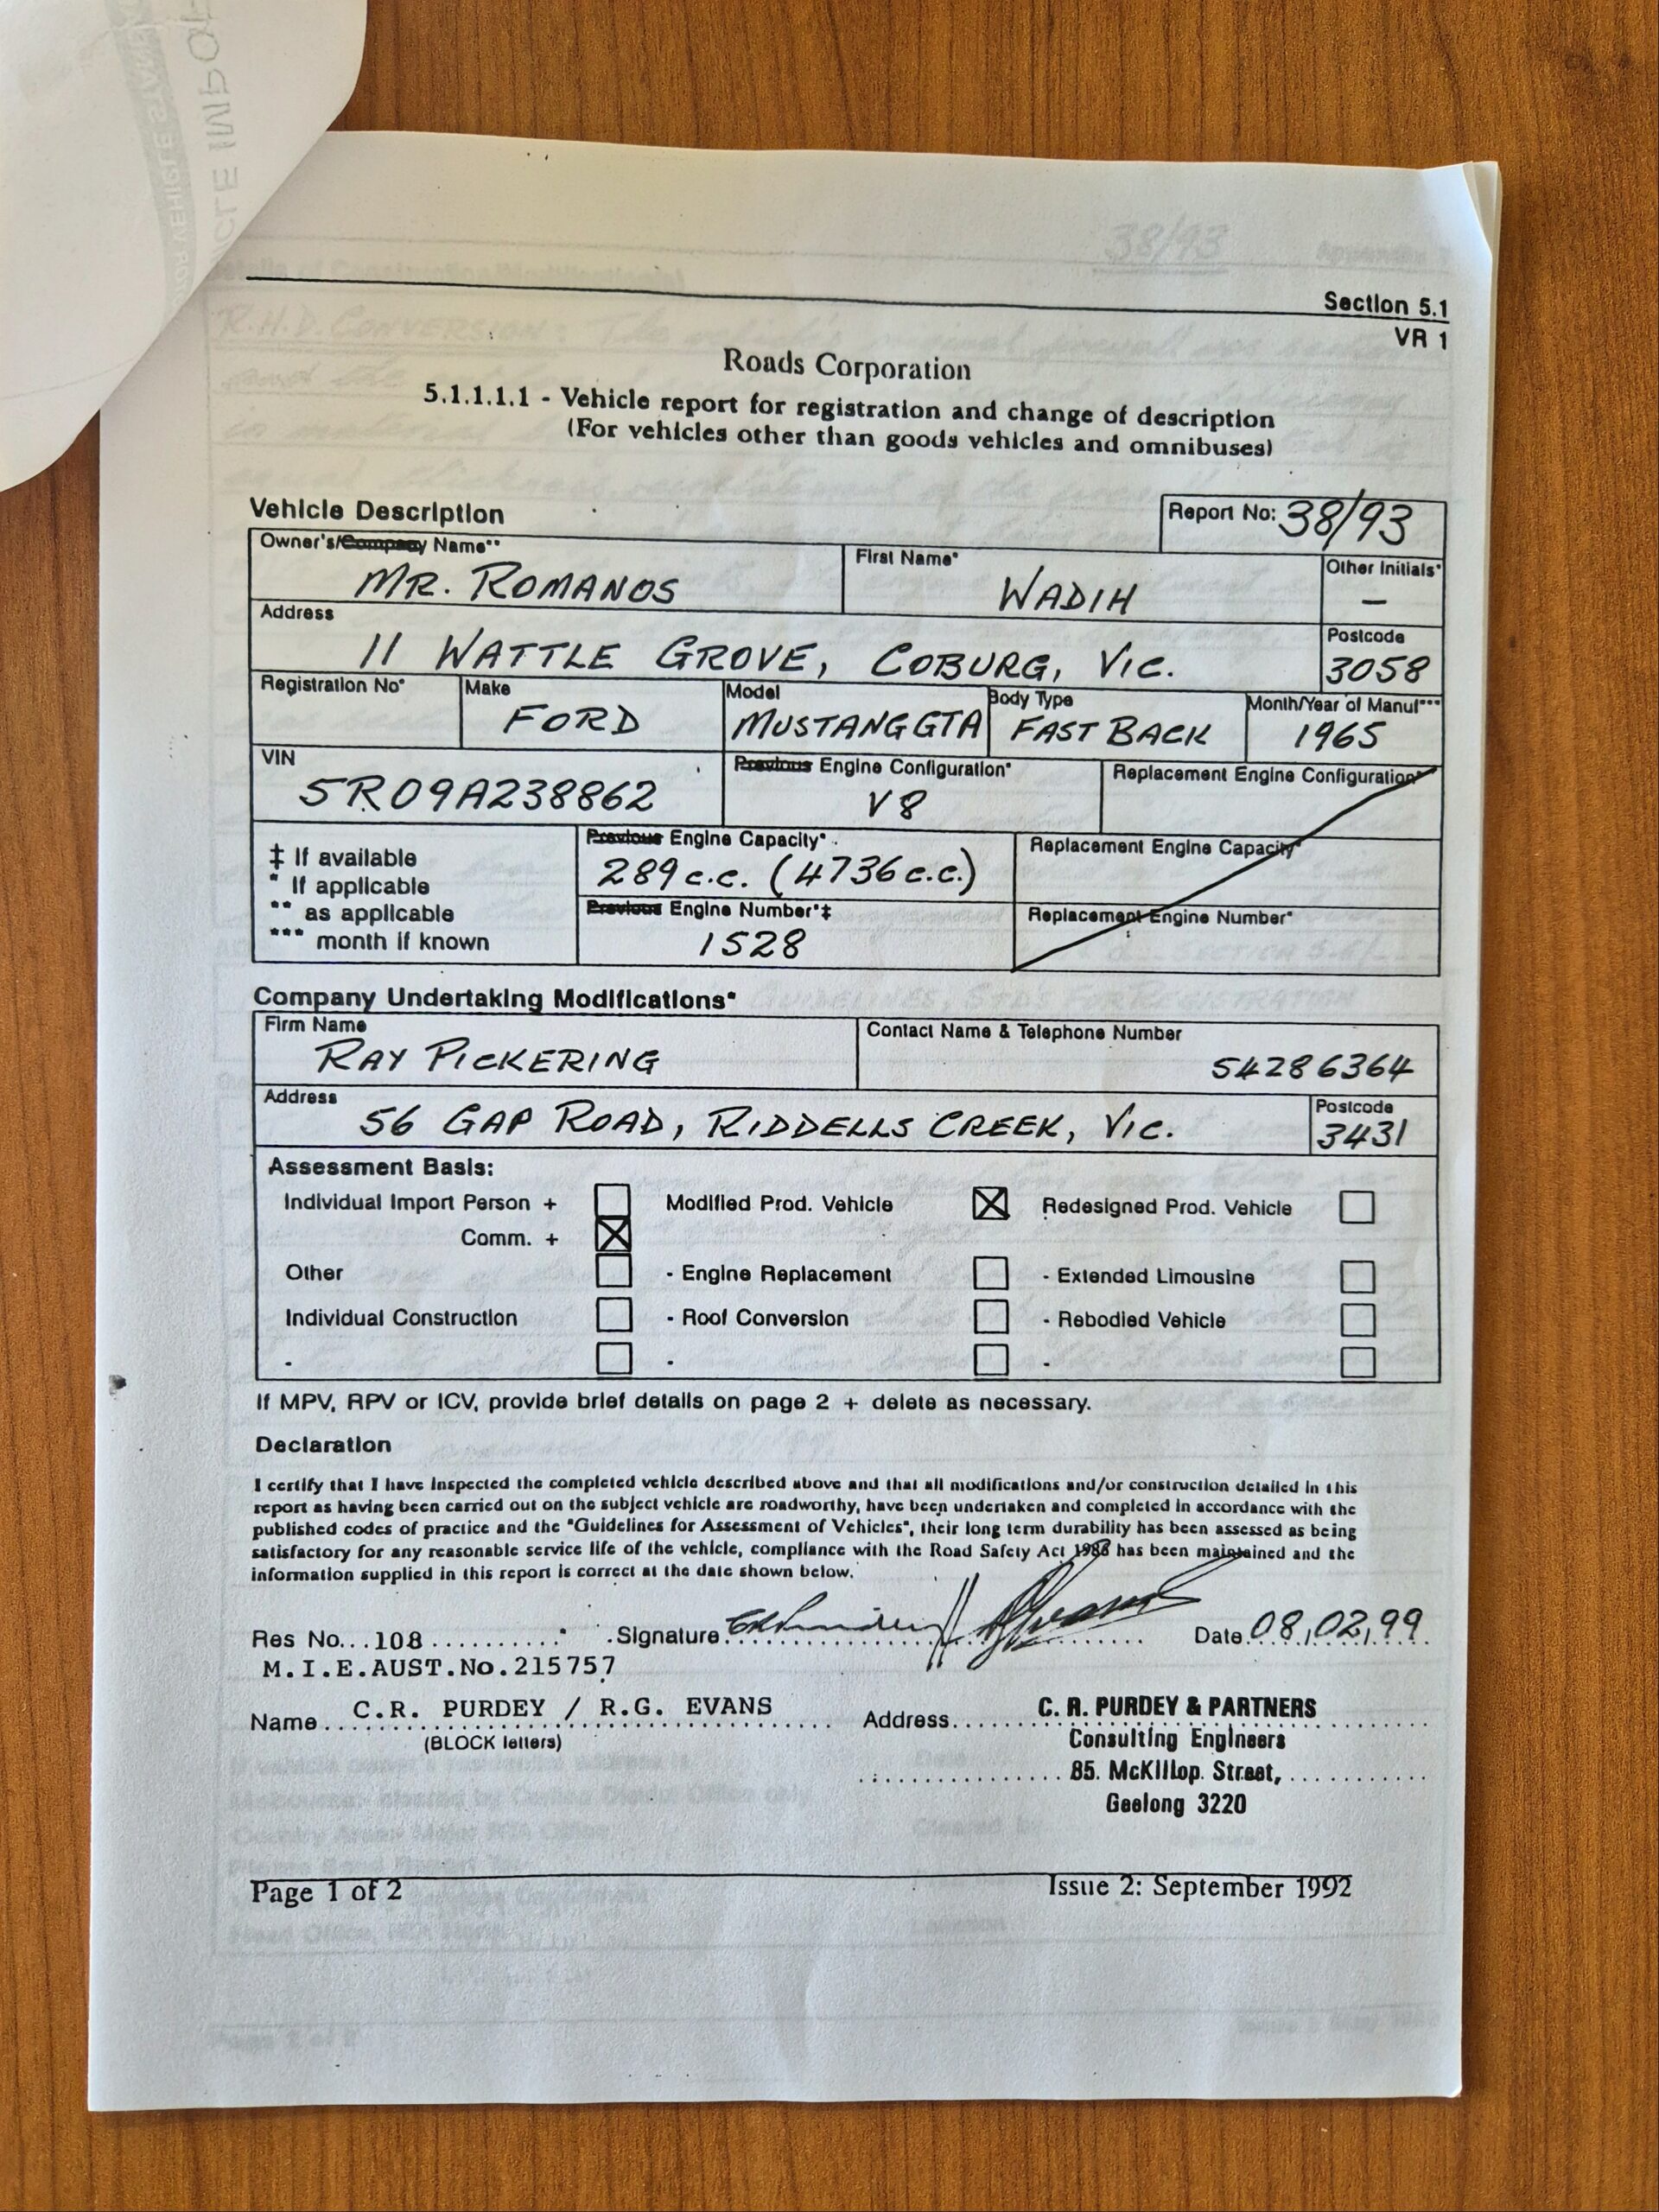 38/93
Section 5.1
VR 1
Roads Corporation
5.1.1.1.1 - Vehicle report for registration and change of description
(For vehicles other than goods vehicles and omnibuses)
Vehicle Description
Report No: 38/93
Owner's/Company Name** First Name* Other Initials*
MR. ROMANOS WADIH –
Address Postcode
11 WATTLE GROVE, COBURG, VIC. 3058
Registration No* Make Model Body Type Month/Year of Manuf***
FORD MUSTANG GTA FAST BACK 1965
VIN Previous Engine Configuration* Replacement Engine Configuration*
5R09A238862 V8
‡ If available
* If applicable
** as applicable
*** month if known
Previous Engine Capacity* Replacement Engine Capacity*
289 c.c. (4736 c.c.)
Previous Engine Number*‡ Replacement Engine Number*
1528
Company Undertaking Modifications*
Firm Name Contact Name & Telephone Number
RAY PICKERING 54286364
Address Postcode
56 GAP ROAD, RIDDELLS CREEK, VIC. 3431
Assessment Basis:
Individual Import Person + Modified Prod. Vehicle Redesigned Prod. Vehicle
Comm. +
Other - Engine Replacement - Extended Limousine
Individual Construction - Roof Conversion - Rebodied Vehicle
- - -
If MPV, RPV or ICV, provide brief details on page 2 + delete as necessary.
Declaration
I certify that I have inspected the completed vehicle described above and that all modifications and/or construction detailed in this
report as having been carried out on the subject vehicle are roadworthy, have been undertaken and completed in accordance with the
published codes of practice and the "Guidelines for Assessment of Vehicles", their long term durability has been assessed as being
satisfactory for any reasonable service life of the vehicle, compliance with the Road Safety Act 1986 has been maintained and the
information supplied in this report is correct at the date shown below.
Res No...108.......... Signature.......... Date 08,02,99
M.I.E.AUST.No.215757
Name C.R. PURDEY / R.G. EVANS
(BLOCK letters)
Address C. R. PURDEY & PARTNERS
Consulting Engineers
85. McKillop. Street,
Geelong 3220
Page 1 of 2 Issue 2: September 1992